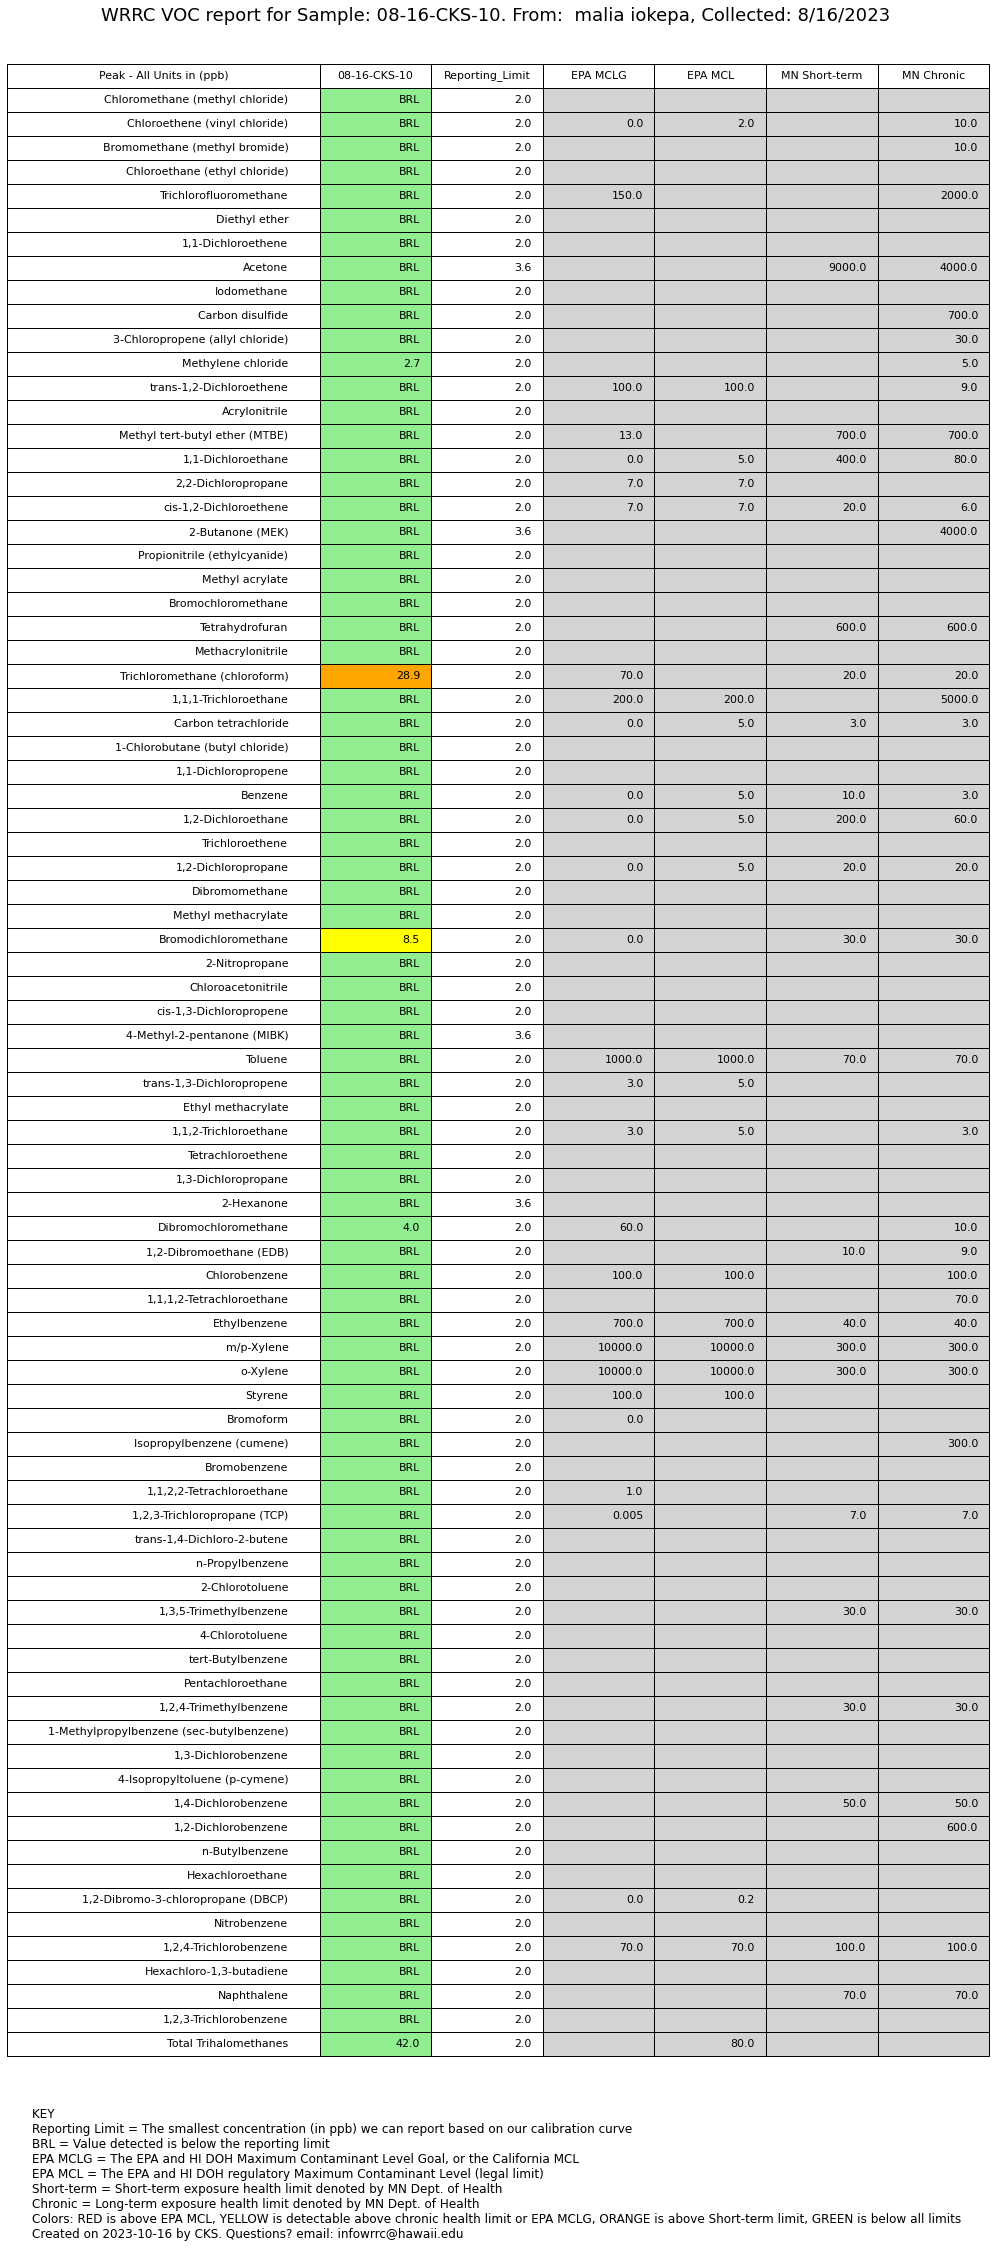 WRRC VOC report for Sample: 08-16-CKS-10. From:  malia iokepa, Collected: 8/16/2023
Peak - All Units in (ppb) 08-16-CKS-10 Reporting_Limit EPA MCLG EPA MCL MN Short-term MN Chronic
Chloromethane (methyl chloride) BRL 2.0
Chloroethene (vinyl chloride) BRL 2.0 0.0 2.0 10.0
Bromomethane (methyl bromide) BRL 2.0 10.0
Chloroethane (ethyl chloride) BRL 2.0
Trichlorofluoromethane BRL 2.0 150.0 2000.0
Diethyl ether BRL 2.0
1,1-Dichloroethene BRL 2.0
Acetone BRL 3.6 9000.0 4000.0
Iodomethane BRL 2.0
Carbon disulfide BRL 2.0 700.0
3-Chloropropene (allyl chloride) BRL 2.0 30.0
Methylene chloride 2.7 2.0 5.0
trans-1,2-Dichloroethene BRL 2.0 100.0 100.0 9.0
Acrylonitrile BRL 2.0
Methyl tert-butyl ether (MTBE) BRL 2.0 13.0 700.0 700.0
1,1-Dichloroethane BRL 2.0 0.0 5.0 400.0 80.0
2,2-Dichloropropane BRL 2.0 7.0 7.0
cis-1,2-Dichloroethene BRL 2.0 7.0 7.0 20.0 6.0
2-Butanone (MEK) BRL 3.6 4000.0
Propionitrile (ethylcyanide) BRL 2.0
Methyl acrylate BRL 2.0
Bromochloromethane BRL 2.0
Tetrahydrofuran BRL 2.0 600.0 600.0
Methacrylonitrile BRL 2.0
Trichloromethane (chloroform) 28.9 2.0 70.0 20.0 20.0
1,1,1-Trichloroethane BRL 2.0 200.0 200.0 5000.0
Carbon tetrachloride BRL 2.0 0.0 5.0 3.0 3.0
1-Chlorobutane (butyl chloride) BRL 2.0
1,1-Dichloropropene BRL 2.0
Benzene BRL 2.0 0.0 5.0 10.0 3.0
1,2-Dichloroethane BRL 2.0 0.0 5.0 200.0 60.0
Trichloroethene BRL 2.0
1,2-Dichloropropane BRL 2.0 0.0 5.0 20.0 20.0
Dibromomethane BRL 2.0
Methyl methacrylate BRL 2.0
Bromodichloromethane 8.5 2.0 0.0 30.0 30.0
2-Nitropropane BRL 2.0
Chloroacetonitrile BRL 2.0
cis-1,3-Dichloropropene BRL 2.0
4-Methyl-2-pentanone (MIBK) BRL 3.6
Toluene BRL 2.0 1000.0 1000.0 70.0 70.0
trans-1,3-Dichloropropene BRL 2.0 3.0 5.0
Ethyl methacrylate BRL 2.0
1,1,2-Trichloroethane BRL 2.0 3.0 5.0 3.0
Tetrachloroethene BRL 2.0
1,3-Dichloropropane BRL 2.0
2-Hexanone BRL 3.6
Dibromochloromethane 4.0 2.0 60.0 10.0
1,2-Dibromoethane (EDB) BRL 2.0 10.0 9.0
Chlorobenzene BRL 2.0 100.0 100.0 100.0
1,1,1,2-Tetrachloroethane BRL 2.0 70.0
Ethylbenzene BRL 2.0 700.0 700.0 40.0 40.0
m/p-Xylene BRL 2.0 10000.0 10000.0 300.0 300.0
o-Xylene BRL 2.0 10000.0 10000.0 300.0 300.0
Styrene BRL 2.0 100.0 100.0
Bromoform BRL 2.0 0.0
Isopropylbenzene (cumene) BRL 2.0 300.0
Bromobenzene BRL 2.0
1,1,2,2-Tetrachloroethane BRL 2.0 1.0
1,2,3-Trichloropropane (TCP) BRL 2.0 0.005 7.0 7.0
trans-1,4-Dichloro-2-butene BRL 2.0
n-Propylbenzene BRL 2.0
2-Chlorotoluene BRL 2.0
1,3,5-Trimethylbenzene BRL 2.0 30.0 30.0
4-Chlorotoluene BRL 2.0
tert-Butylbenzene BRL 2.0
Pentachloroethane BRL 2.0
1,2,4-Trimethylbenzene BRL 2.0 30.0 30.0
1-Methylpropylbenzene (sec-butylbenzene) BRL 2.0
1,3-Dichlorobenzene BRL 2.0
4-Isopropyltoluene (p-cymene) BRL 2.0
1,4-Dichlorobenzene BRL 2.0 50.0 50.0
1,2-Dichlorobenzene BRL 2.0 600.0
n-Butylbenzene BRL 2.0
Hexachloroethane BRL 2.0
1,2-Dibromo-3-chloropropane (DBCP) BRL 2.0 0.0 0.2
Nitrobenzene BRL 2.0
1,2,4-Trichlorobenzene BRL 2.0 70.0 70.0 100.0 100.0
Hexachloro-1,3-butadiene BRL 2.0
Naphthalene BRL 2.0 70.0 70.0
1,2,3-Trichlorobenzene BRL 2.0
Total Trihalomethanes 42.0 2.0 80.0
KEY
Reporting Limit = The smallest concentration (in ppb) we can report based on our calibration curve
BRL = Value detected is below the reporting limit
EPA MCLG = The EPA and HI DOH Maximum Contaminant Level Goal, or the California MCL
EPA MCL = The EPA and HI DOH regulatory Maximum Contaminant Level (legal limit)
Short-term = Short-term exposure health limit denoted by MN Dept. of Health
Chronic = Long-term exposure health limit denoted by MN Dept. of Health
Colors: RED is above EPA MCL, YELLOW is detectable above chronic health limit or EPA MCLG, ORANGE is above Short-term limit, GREEN is below all limits
Created on 2023-10-16 by CKS. Questions? email: infowrrc@hawaii.edu